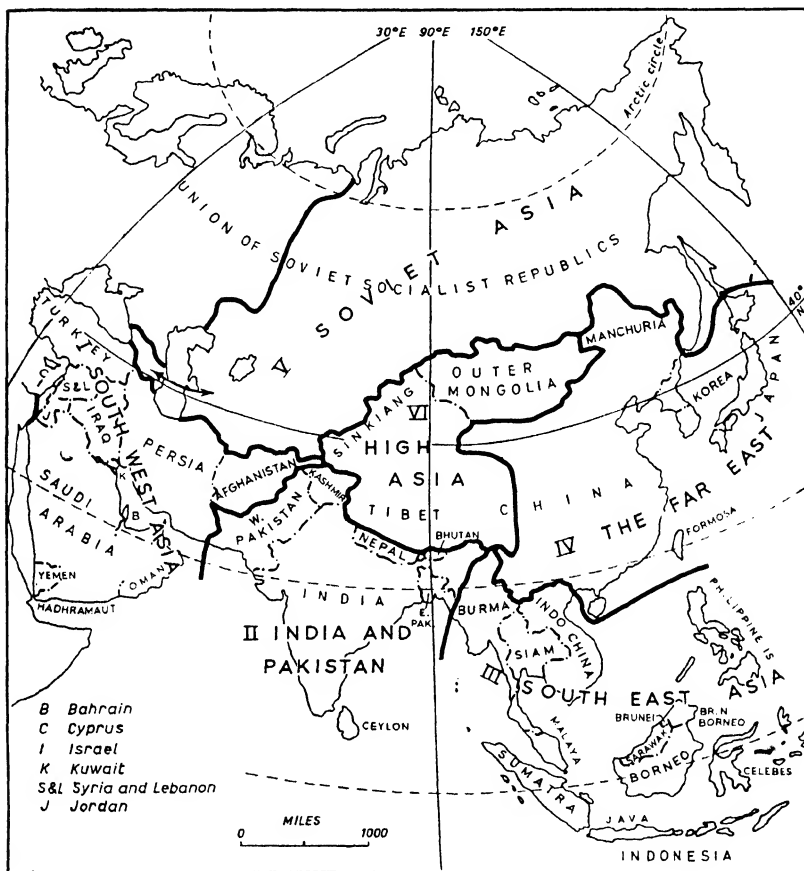 30°E 90°E 150°E
Arctic circle
UNION OF SOVIET SOCIALIST REPUBLICS
V SOVIET ASIA
40°
N
TURKEY
I SOUTH WEST ASIA
C
S&L
I
J
IRAQ
K
B
PERSIA
SAUDI
ARABIA
YEMEN
HADHRAMAUT
OMAN
AFGHANISTAN
W.
PAKISTAN
KASHMIR
SINKIANG
VI
HIGH
ASIA
TIBET
OUTER
MONGOLIA
MANCHURIA
KOREA
JAPAN
CHINA
IV THE FAR EAST
FORMOSA
NEPAL
BHUTAN
INDIA
E.
PAK.
II INDIA AND
PAKISTAN
CEYLON
BURMA
INDO CHINA
SIAM
III SOUTH EAST ASIA
PHILIPPINE IS
MALAYA
BRUNEI
BR. N
BORNEO
SARAWAK
BORNEO
CELEBES
SUMATRA
JAVA
INDONESIA
B Bahrain
C Cyprus
I Israel
K Kuwait
S&L Syria and Lebanon
J Jordan
MILES
0 1000